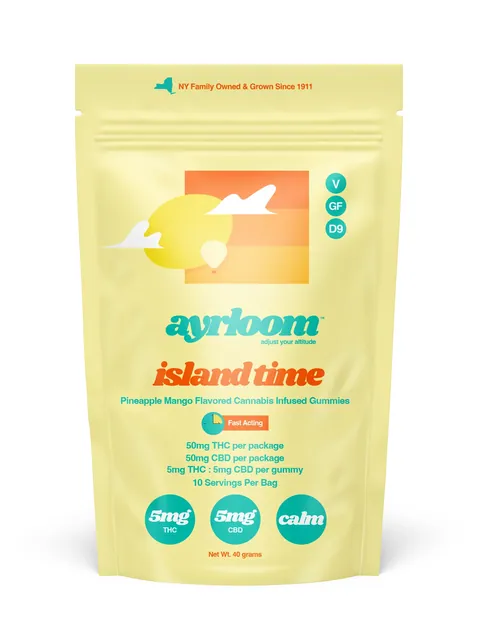 NY Family Owned & Grown Since 1911
V
GF
D9
ayrloom™
adjust your altitude
island time
Pineapple Mango Flavored Cannabis Infused Gummies
Fast Acting
50mg THC per package
50mg CBD per package
5mg THC : 5mg CBD per gummy
10 Servings Per Bag
5mg THC
5mg CBD
calm
Net Wt. 40 grams